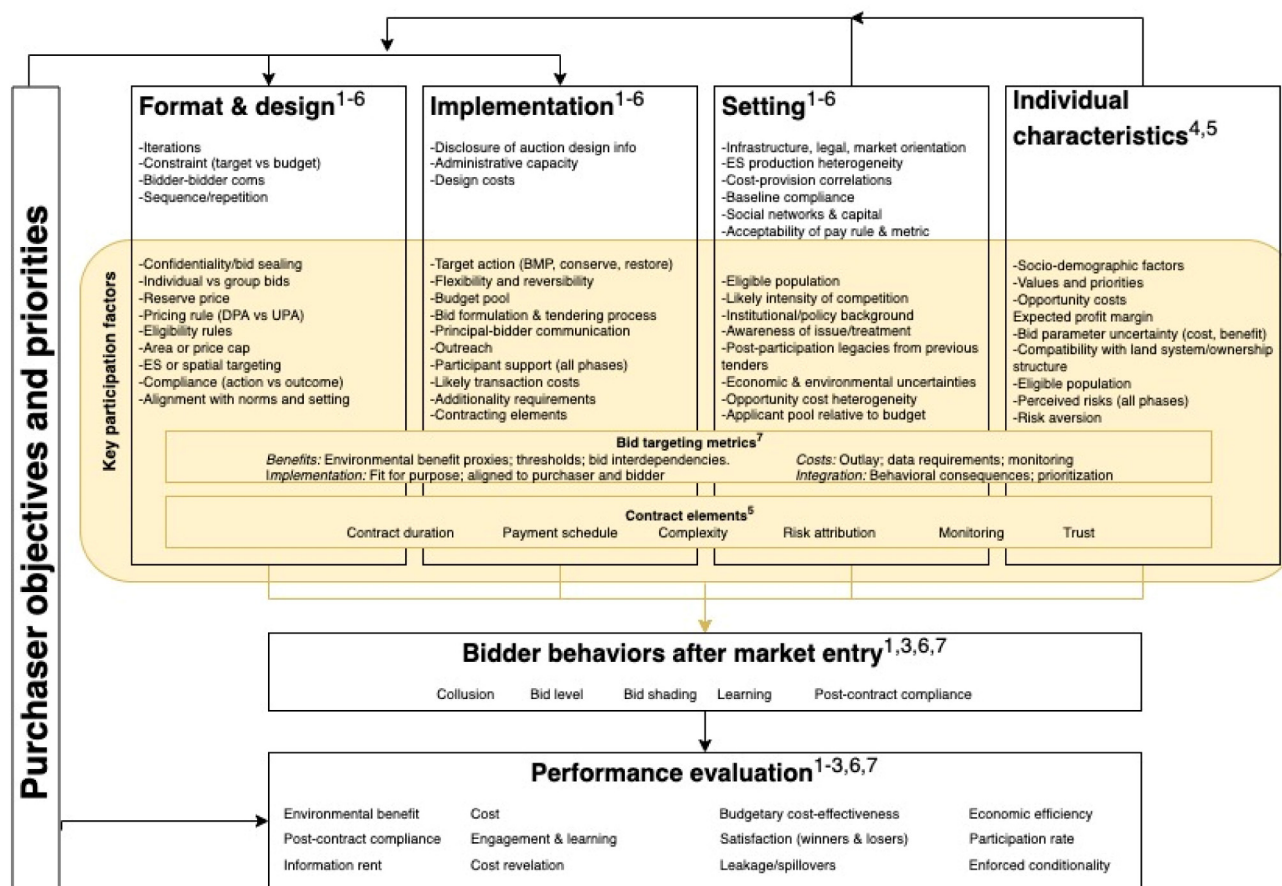 Purchaser objectives and priorities
Format & design1-6
-Iterations
-Constraint (target vs budget)
-Bidder-bidder coms
-Sequence/repetition
Implementation1-6
-Disclosure of auction design info
-Administrative capacity
-Design costs
Setting1-6
-Infrastructure, legal, market orientation
-ES production heterogeneity
-Cost-provision correlations
-Baseline compliance
-Social networks & capital
-Acceptability of pay rule & metric
Individual
characteristics4,5
Key participation factors
-Confidentiality/bid sealing
-Individual vs group bids
-Reserve price
-Pricing rule (DPA vs UPA)
-Eligibility rules
-Area or price cap
-ES or spatial targeting
-Compliance (action vs outcome)
-Alignment with norms and setting
-Target action (BMP, conserve, restore)
-Flexibility and reversibility
-Budget pool
-Bid formulation & tendering process
-Principal-bidder communication
-Outreach
-Participant support (all phases)
-Likely transaction costs
-Additionality requirements
-Contracting elements
-Eligible population
-Likely intensity of competition
-Institutional/policy background
-Awareness of issue/treatment
-Post-participation legacies from previous
tenders
-Economic & environmental uncertainties
-Opportunity cost heterogeneity
-Applicant pool relative to budget
-Socio-demographic factors
-Values and priorities
-Opportunity costs
Expected profit margin
-Bid parameter uncertainty (cost, benefit)
-Compatibility with land system/ownership
structure
-Eligible population
-Perceived risks (all phases)
-Risk aversion
Bid targeting metrics7
Benefits: Environmental benefit proxies; thresholds; bid interdependencies.
Costs: Outlay; data requirements; monitoring
Implementation: Fit for purpose; aligned to purchaser and bidder
Integration: Behavioral consequences; prioritization
Contract elements5
Contract duration Payment schedule Complexity Risk attribution Monitoring Trust
Bidder behaviors after market entry1,3,6,7
Collusion Bid level Bid shading Learning Post-contract compliance
Performance evaluation1-3,6,7
Environmental benefit Cost Budgetary cost-effectiveness Economic efficiency
Post-contract compliance Engagement & learning Satisfaction (winners & losers) Participation rate
Information rent Cost revelation Leakage/spillovers Enforced conditionality